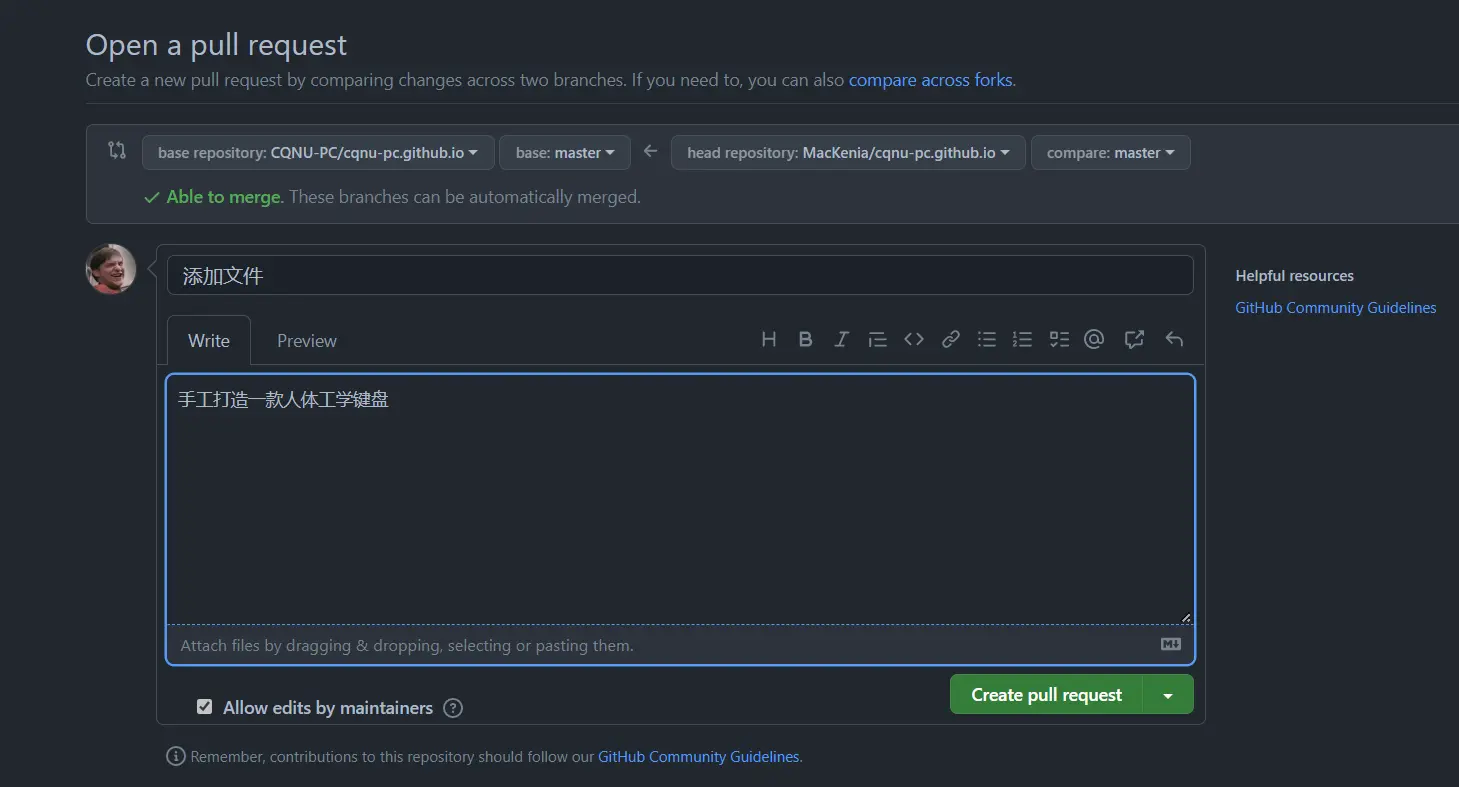 Open a pull request
Create a new pull request by comparing changes across two branches. If you need to, you can also compare across forks.
base repository: CQNU-PC/cqnu-pc.github.io base: master head repository: MacKenia/cqnu-pc.github.io compare: master
Able to merge. These branches can be automatically merged.
添加文件
Helpful resources
GitHub Community Guidelines
Write Preview
手工打造一款人体工学键盘
Attach files by dragging & dropping, selecting or pasting them.
Allow edits by maintainers
Create pull request
Remember, contributions to this repository should follow our GitHub Community Guidelines.